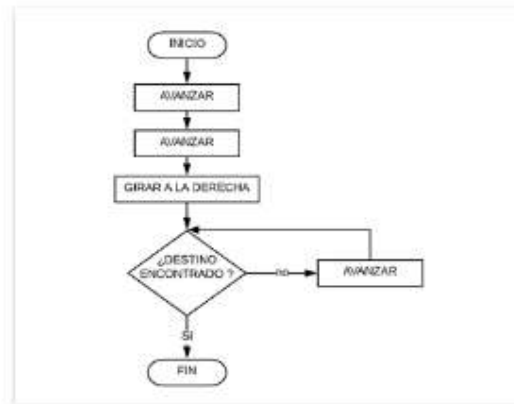 INICIO
AVANZAR
AVANZAR
GIRAR A LA DERECHA
¿DESTINO
ENCONTRADO ?
no
AVANZAR
SI
FIN